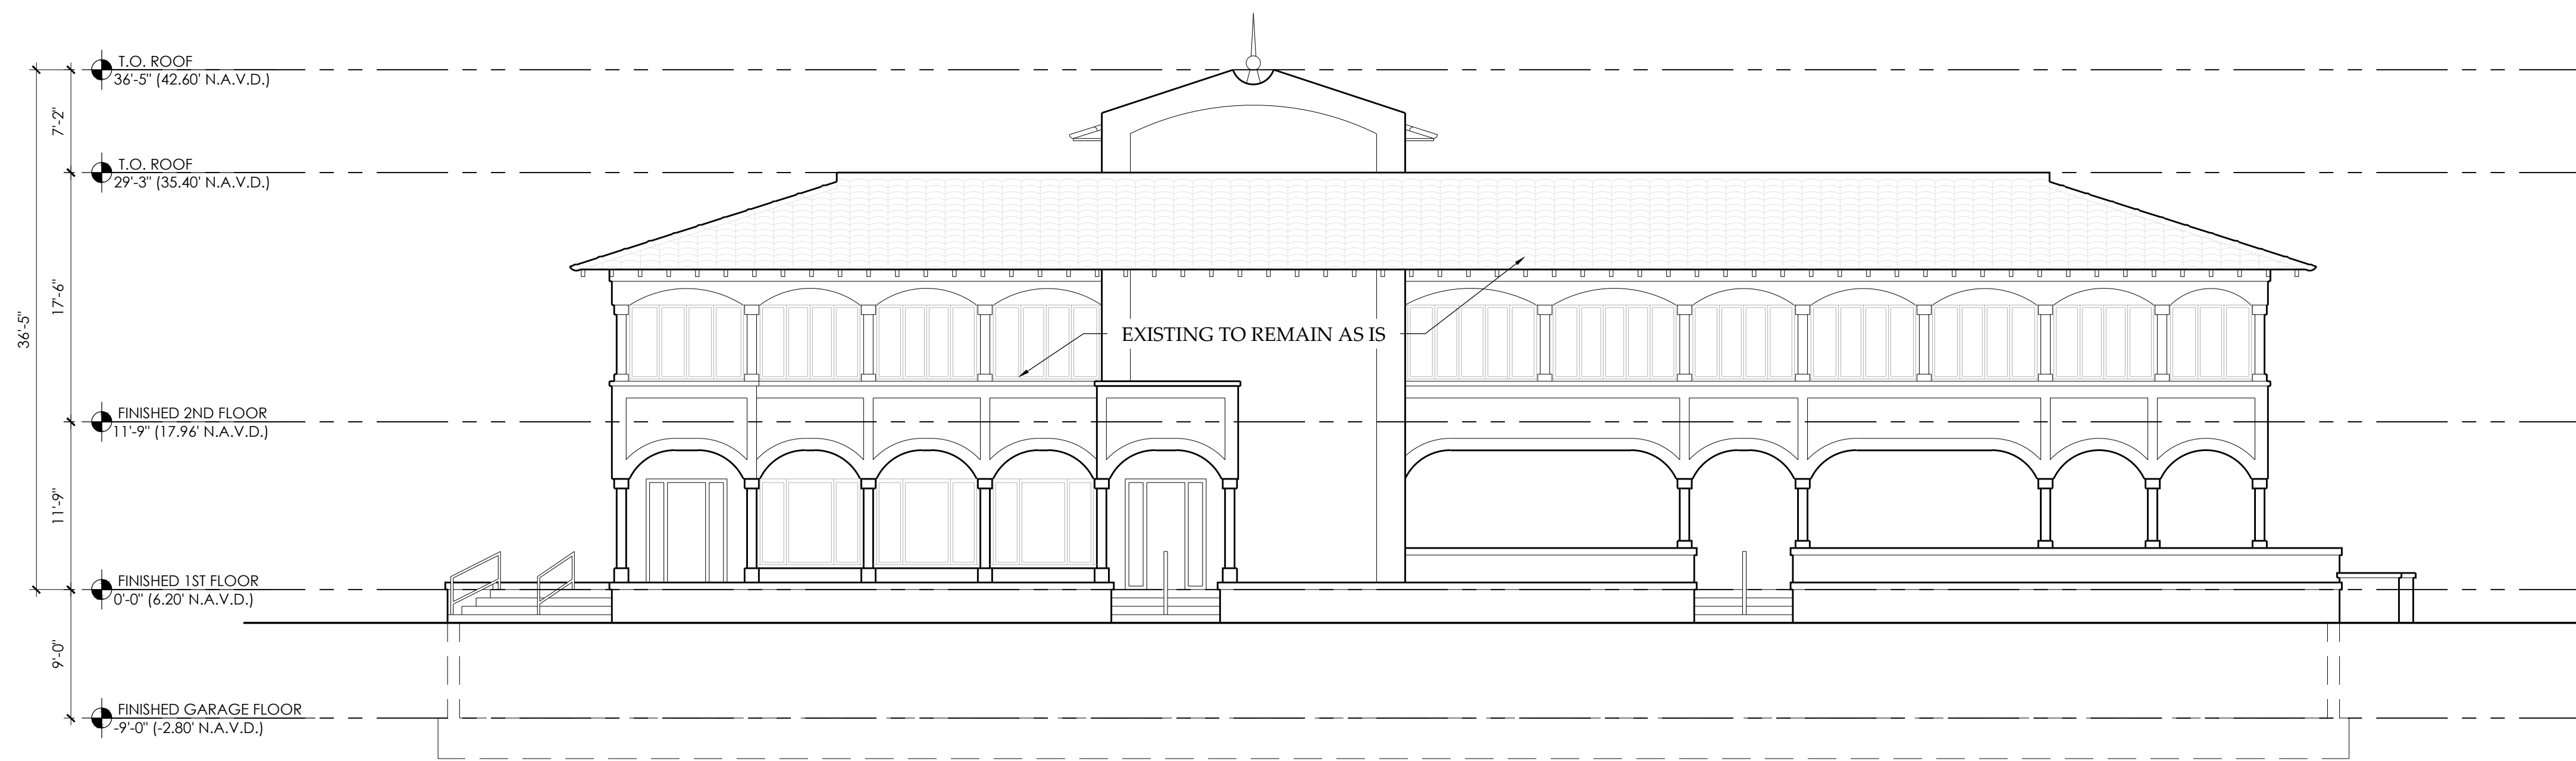 T.O. ROOF
36'-5" (42.60' N.A.V.D.)
7'-2"
T.O. ROOF
29'-3" (35.40' N.A.V.D.)
17'-6"
36'-5"
EXISTING TO REMAIN AS IS
FINISHED 2ND FLOOR
11'-9" (17.96' N.A.V.D.)
11'-9"
FINISHED 1ST FLOOR
0'-0" (6.20' N.A.V.D.)
9'-0"
FINISHED GARAGE FLOOR
-9'-0" (-2.80' N.A.V.D.)